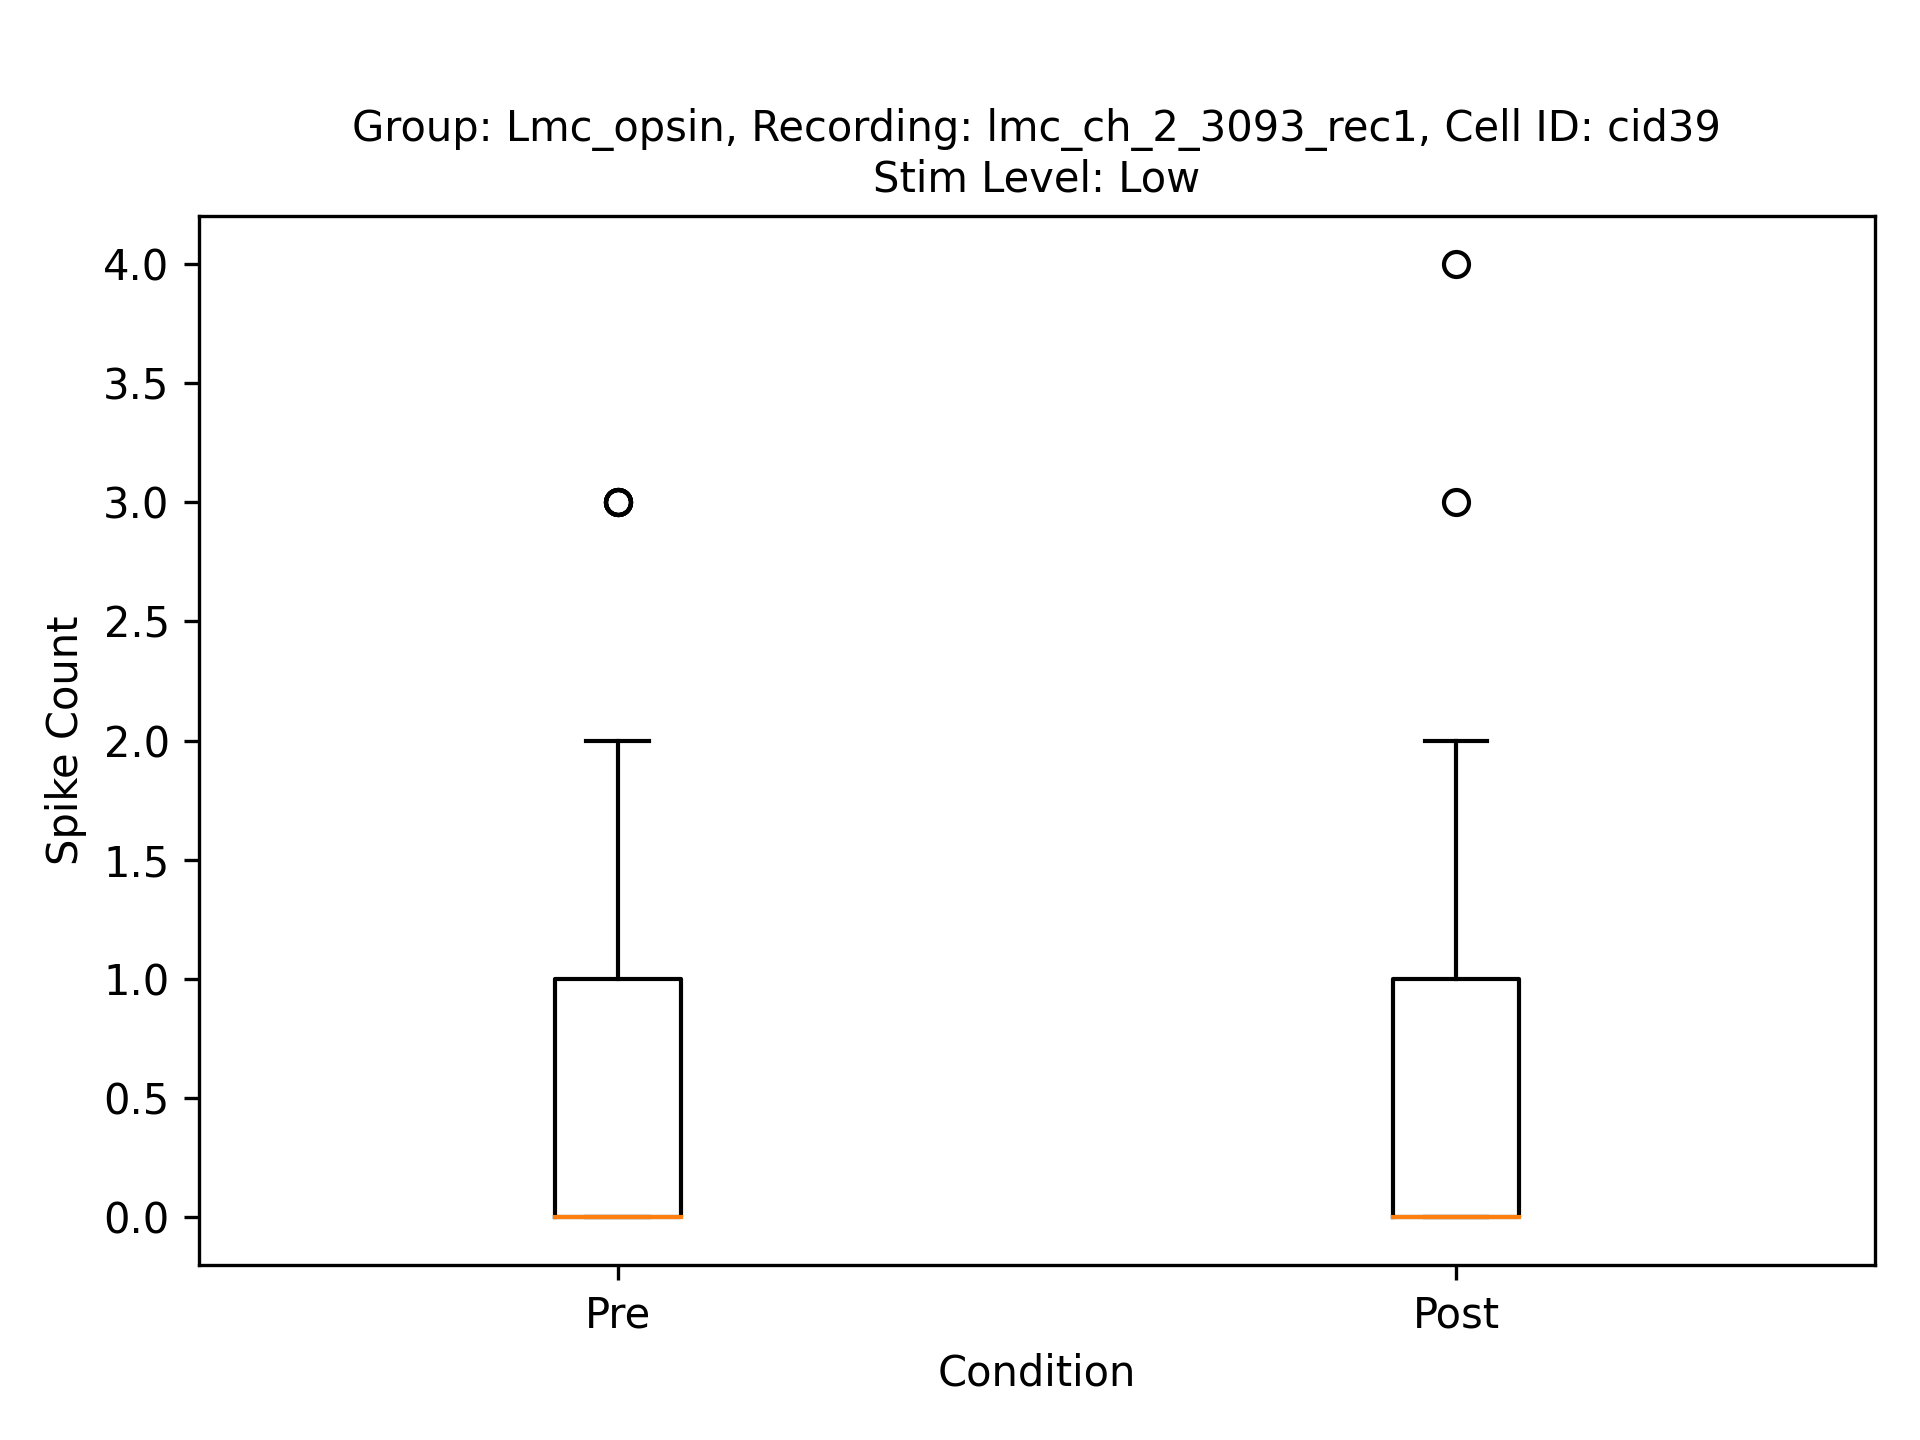 Group: Lmc_opsin, Recording: lmc_ch_2_3093_rec1, Cell ID: cid39
Stim Level: Low
4.0
3.5
3.0
2.5
2.0
1.5
1.0
0.5
0.0
Spike Count
Pre
Post
Condition